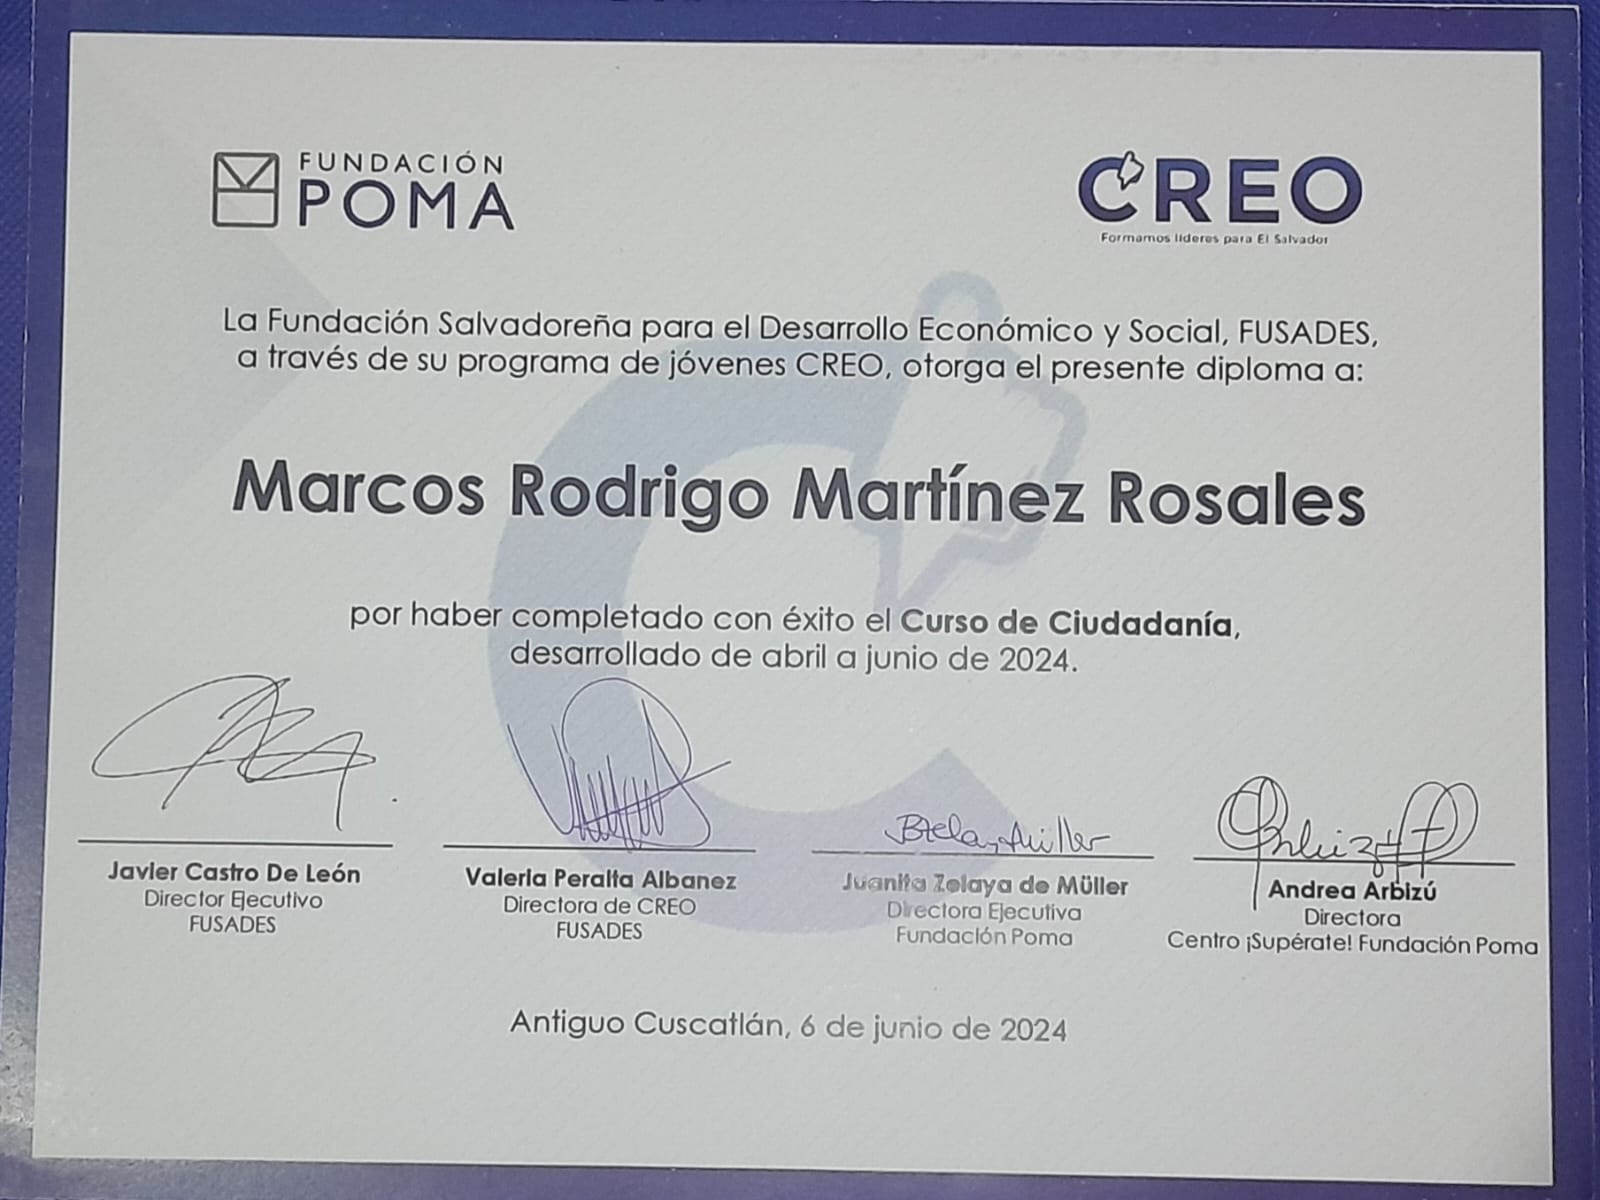 FUNDACIÓN
POMA
CREO
Formamos líderes para El Salvador
La Fundación Salvadoreña para el Desarrollo Económico y Social, FUSADES,
a través de su programa de jóvenes CREO, otorga el presente diploma a:
Marcos Rodrigo Martínez Rosales
por haber completado con éxito el Curso de Ciudadanía,
desarrollado de abril a junio de 2024.
Javier Castro De León
Director Ejecutivo
FUSADES
Valeria Peralta Albanez
Directora de CREO
FUSADES
Juanita Zelaya de Müller
Directora Ejecutiva
Fundación Poma
Andrea Arbizú
Directora
Centro ¡Supérate! Fundación Poma
Antiguo Cuscatlán, 6 de junio de 2024